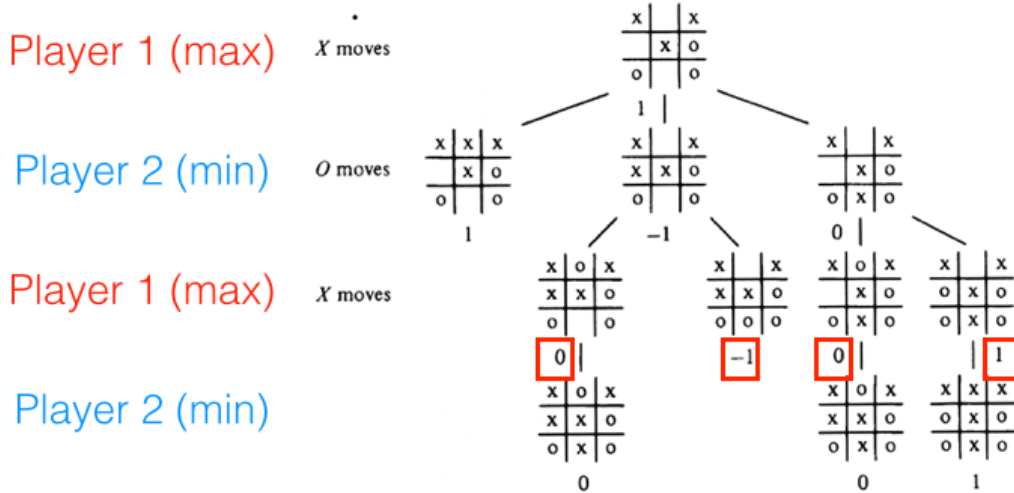 Player 1 (max) X moves
x x
x o
o o
1
Player 2 (min) O moves
x x x
x o
o o
x x
x x o
o o
x x
x o
o x o
1 -1 0
Player 1 (max) X moves
x o x
x x o
o o
x x
x x o
o o o
x o x
x o
o x o
x x
o x o
x o
0 -1 0 1
Player 2 (min)
x o x
x x o
o x o
x o x
x x o
o x o
x x x
o x o
x o
0 0 1